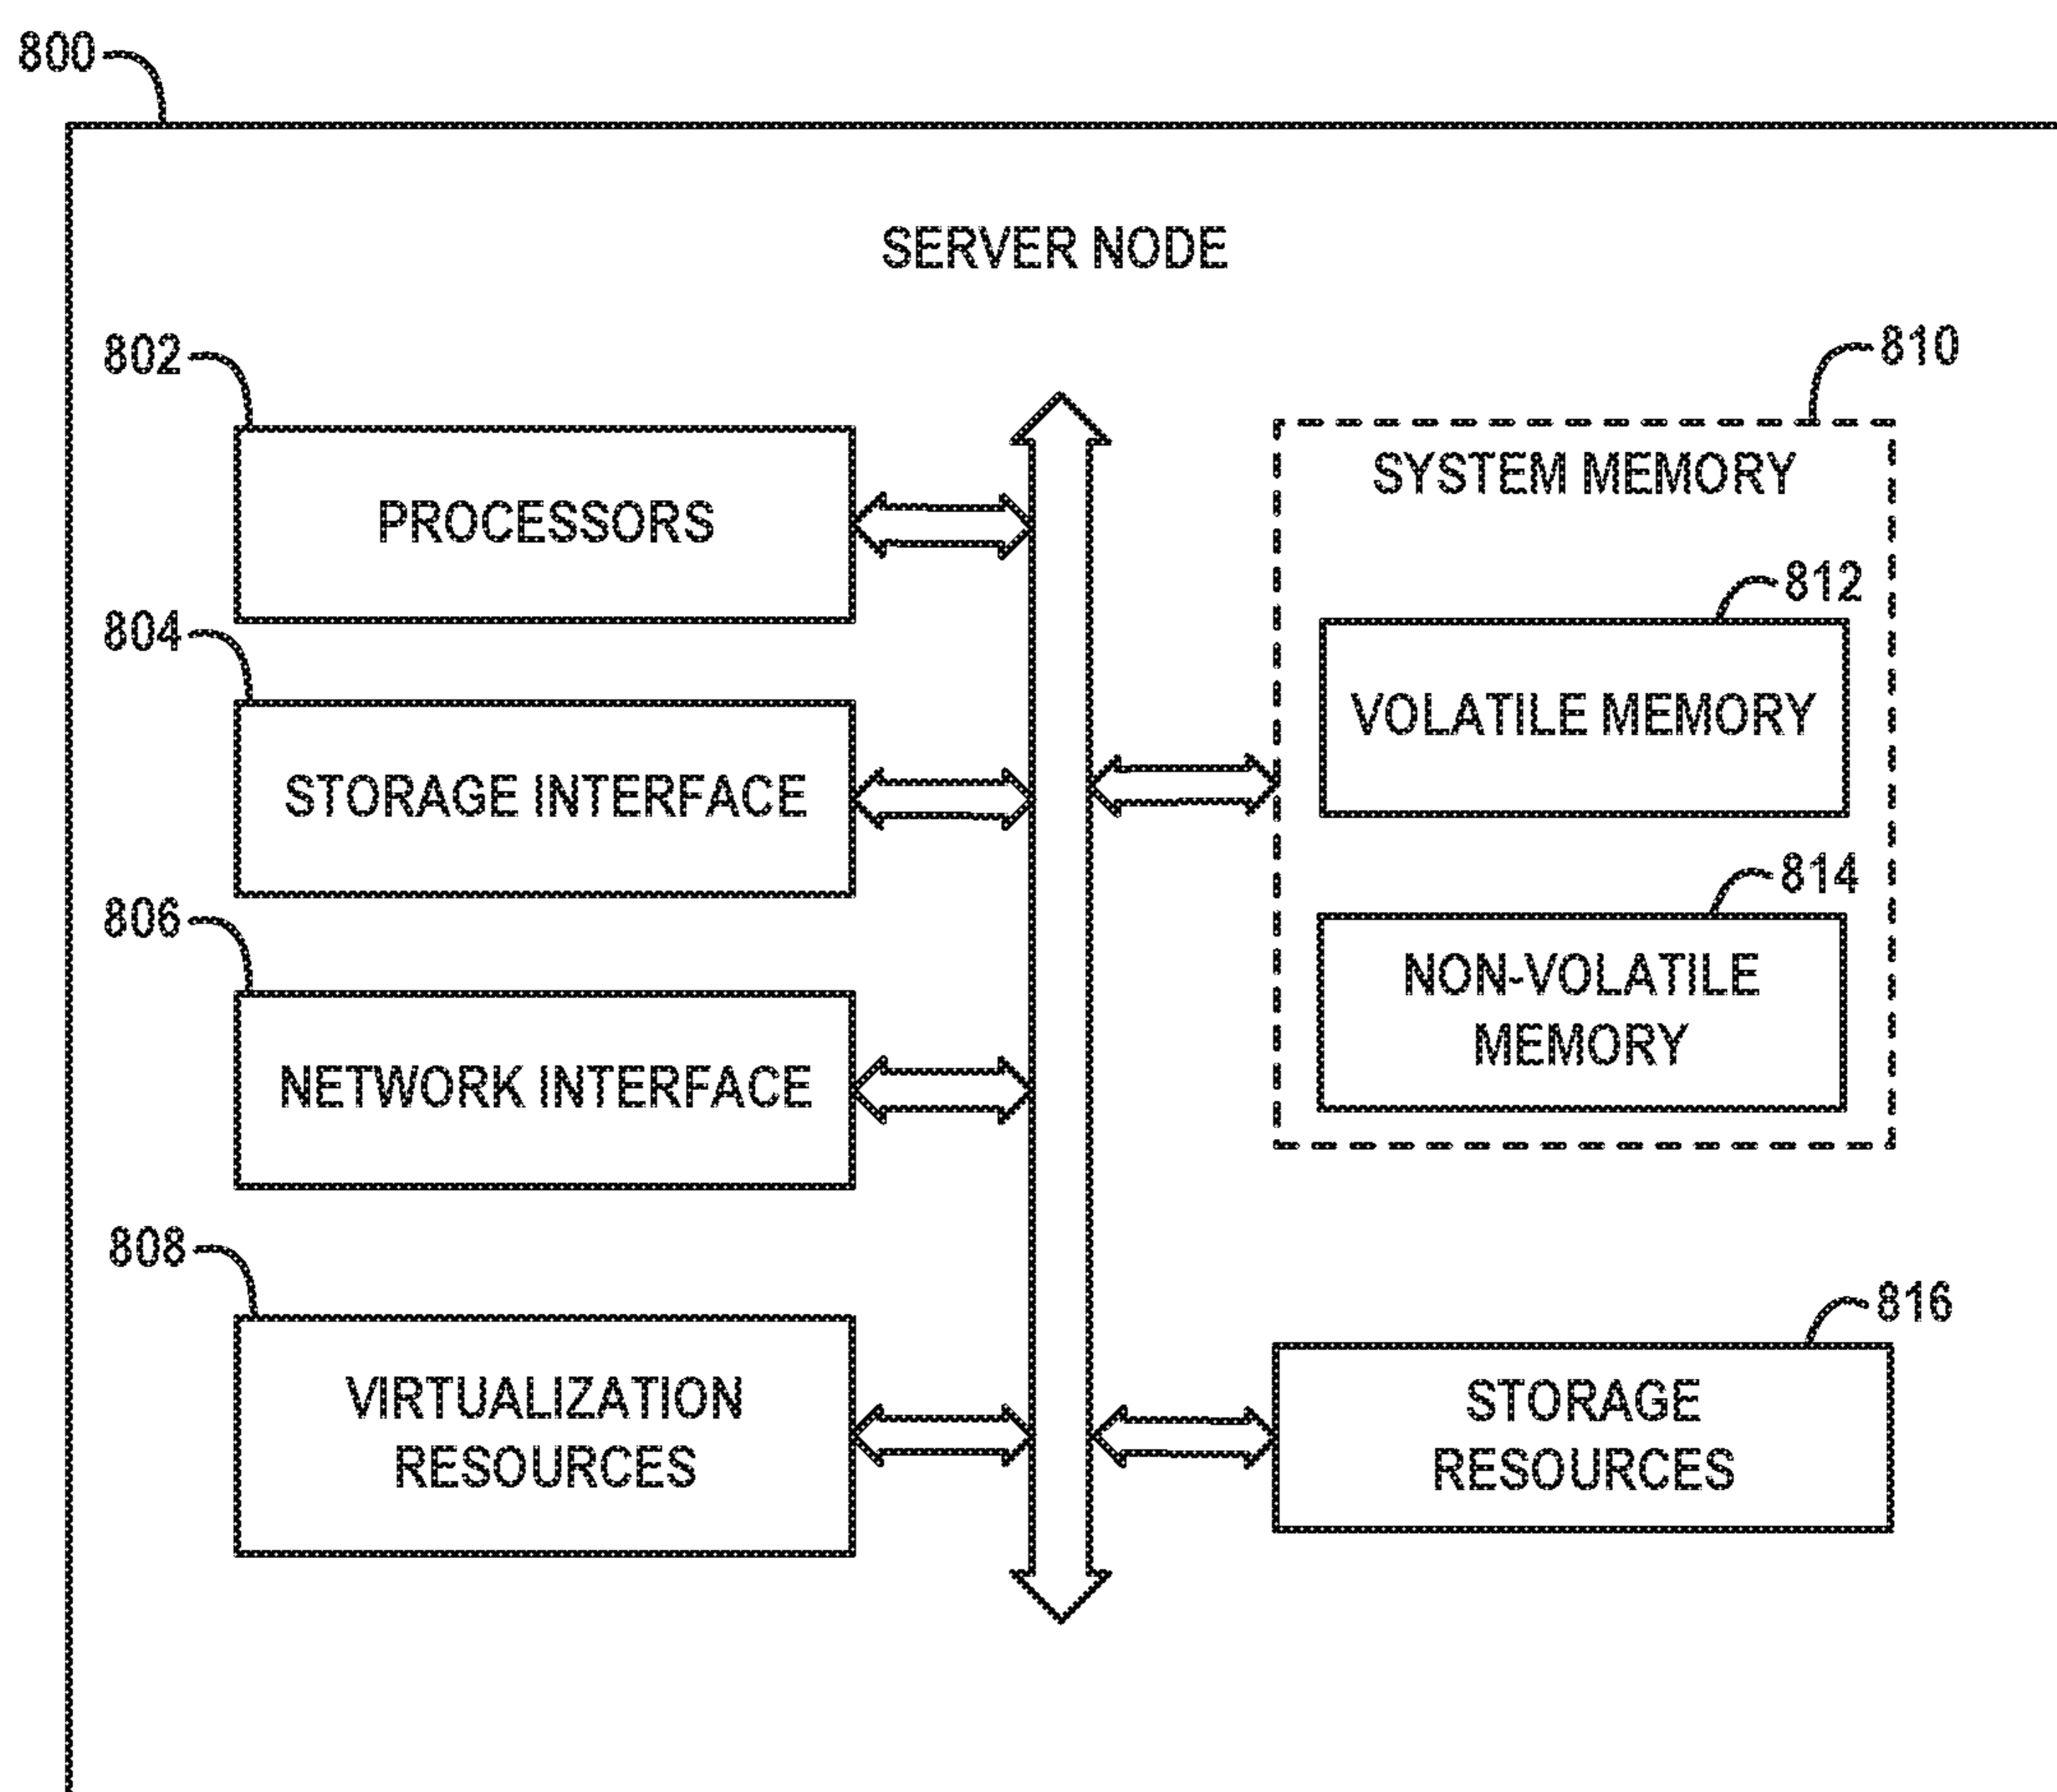 800
SERVER NODE
802
PROCESSORS
804
STORAGE INTERFACE
806
NETWORK INTERFACE
808
VIRTUALIZATION
RESOURCES
810
SYSTEM MEMORY
812
VOLATILE MEMORY
814
NON-VOLATILE
MEMORY
816
STORAGE
RESOURCES